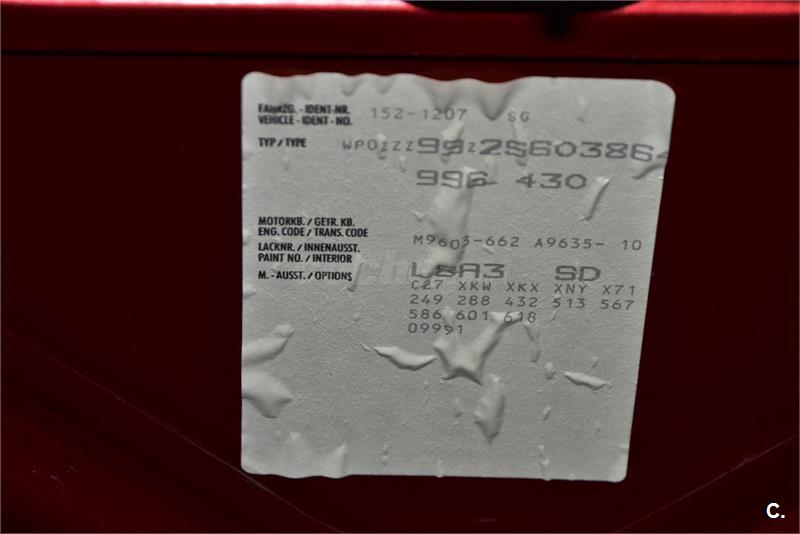 FAHRZG. - IDENT-NR. 152-1207 SG
VEHICLE - IDENT - NO.
TYP / TYPE WP0ZZZ99Z2S603864
996 430
MOTORKB. / GETR. KB.
ENG. CODE / TRANS. CODE M9603-662 A9635- 10
LACKNR. / INNENAUSST.
PAINT NO. / INTERIOR L8A3 SD
M. - AUSST. / OPTIONS C27 XKW XKX XNY X71
249 288 432 513 567
586 601 618
09991
C.